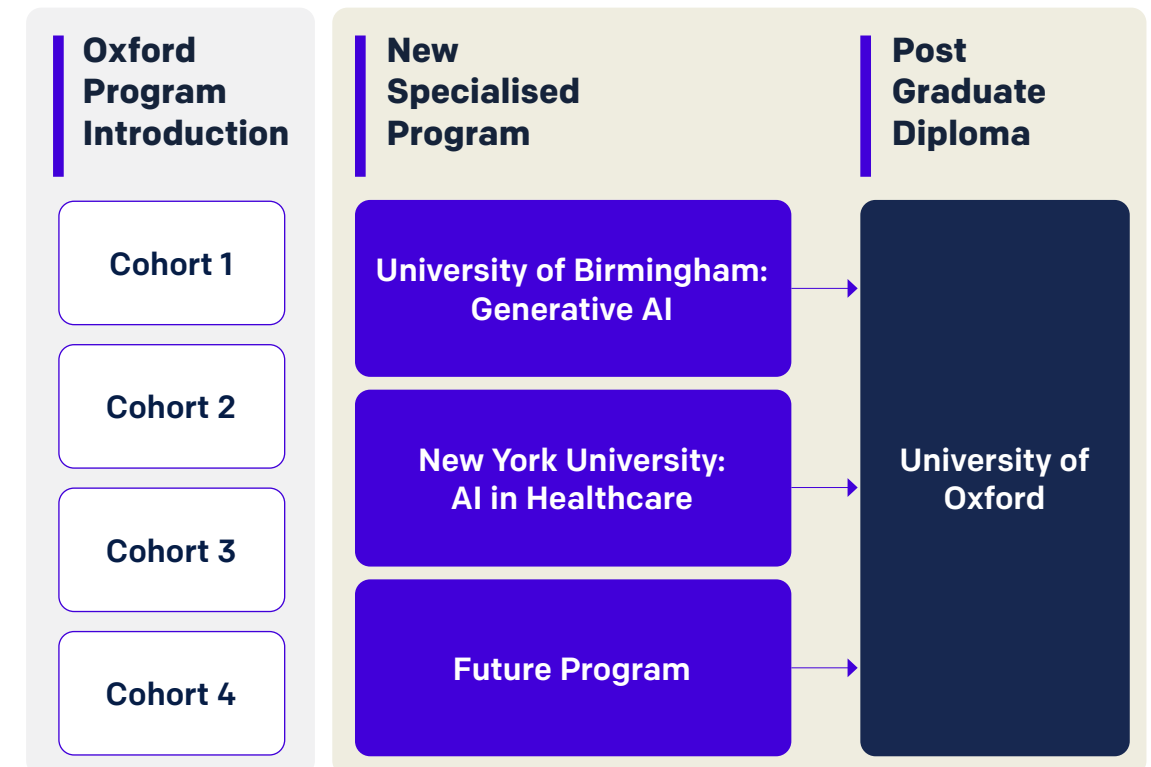 Oxford
Program
Introduction
Cohort 1
Cohort 2
Cohort 3
Cohort 4
New
Specialised
Program
University of Birmingham:
Generative AI
New York University:
AI in Healthcare
Future Program
Post
Graduate
Diploma
University of
Oxford